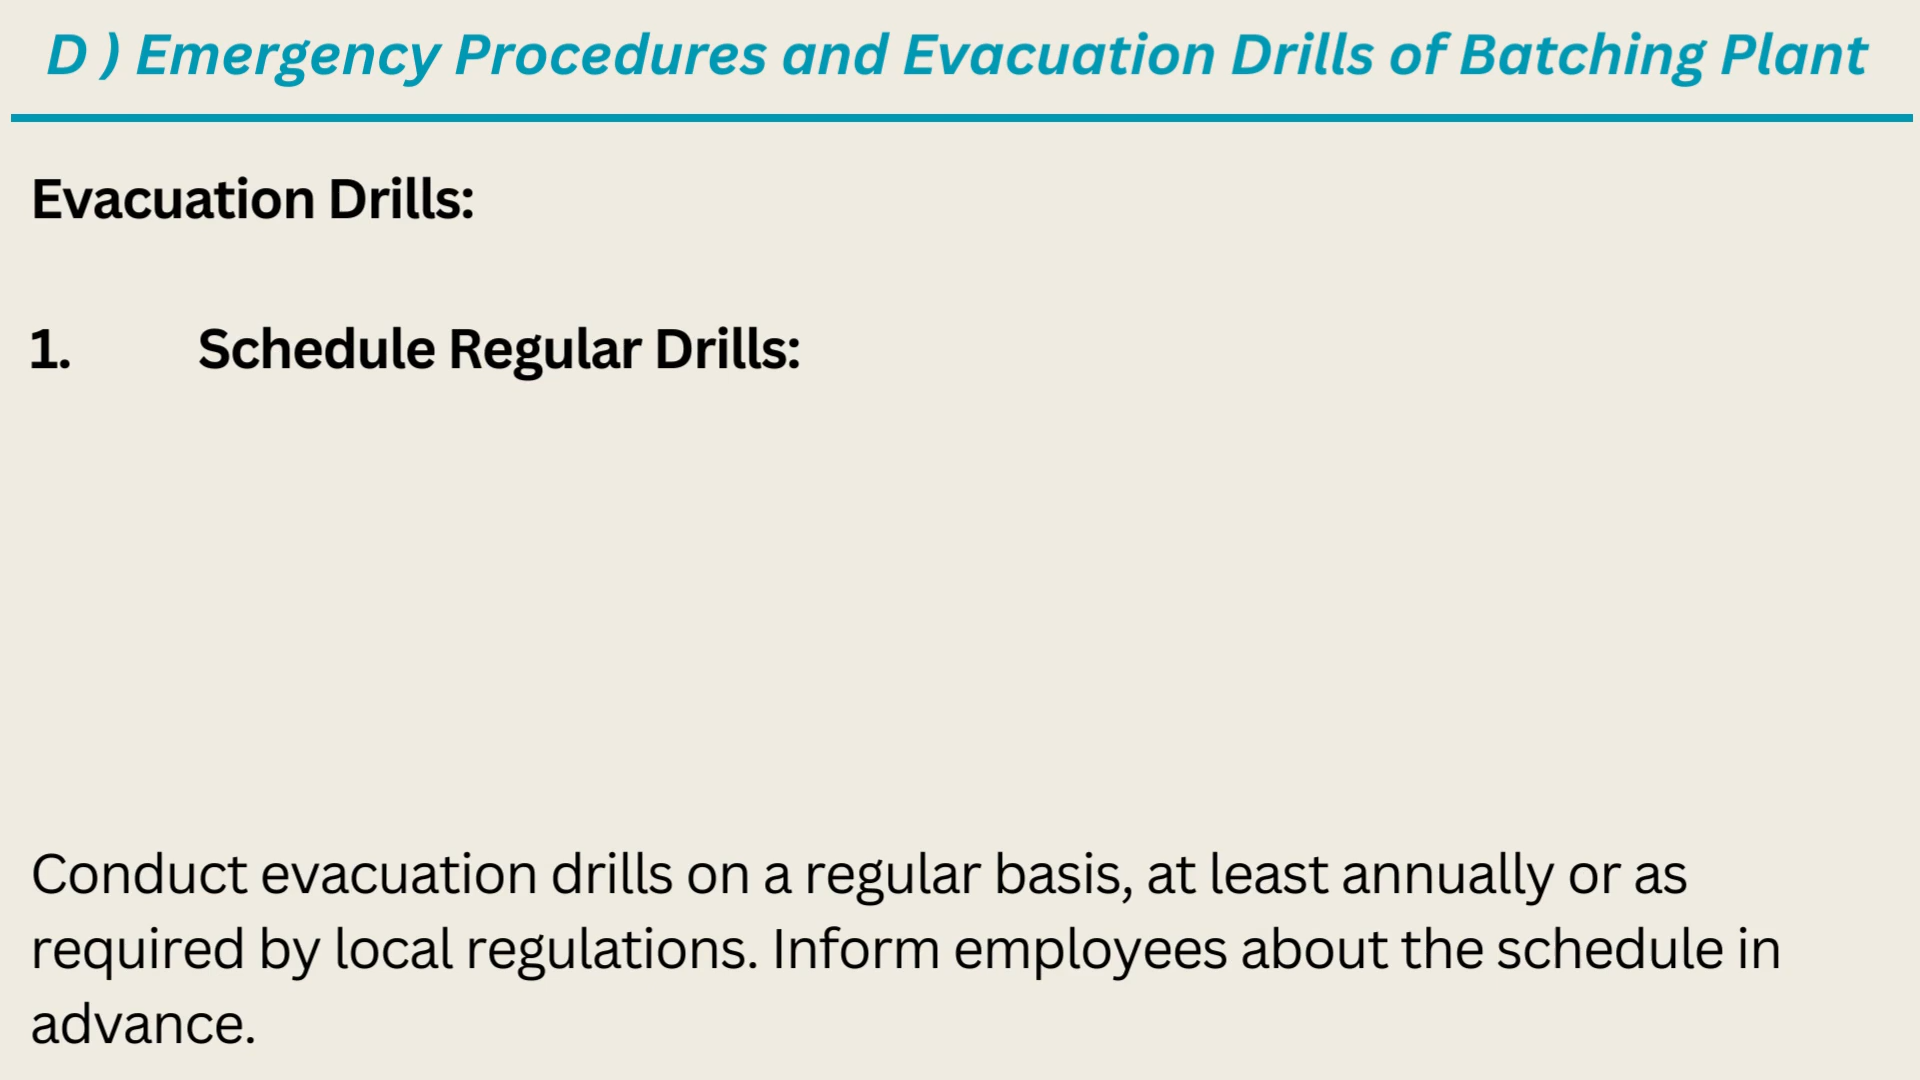 D ) Emergency Procedures and Evacuation Drills of Batching Plant
Evacuation Drills:
1. Schedule Regular Drills:
Conduct evacuation drills on a regular basis, at least annually or as
required by local regulations. Inform employees about the schedule in
advance.